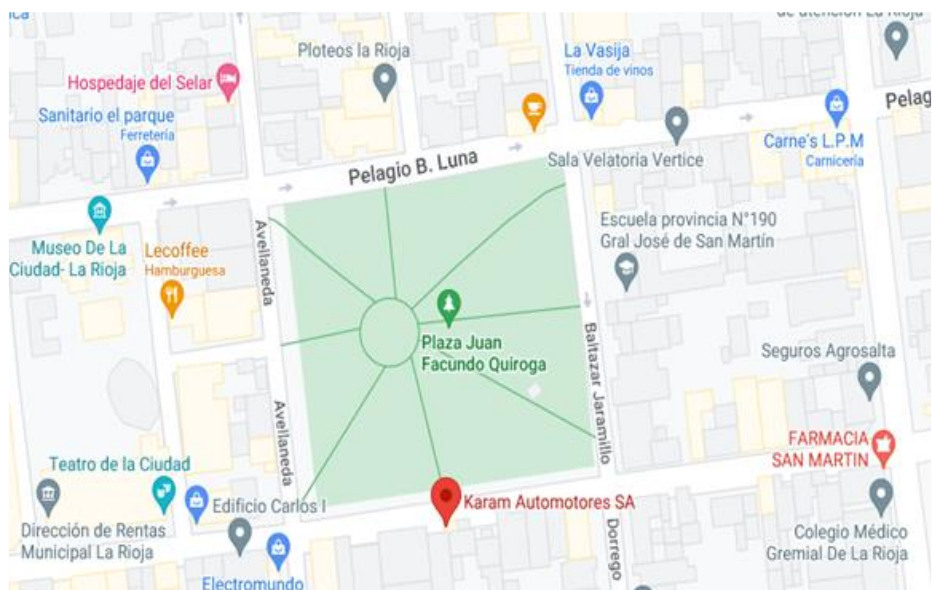 ica
de atención La Rioja
Ploteos la Rioja
La Vasija
Tienda de vinos
Hospedaje del Selar
Sanitario el parque
Ferretería
Pelag
Carne's L.P.M
Carnicería
Sala Velatoria Vertice
Pelagio B. Luna
Museo De La
Ciudad- La Rioja
Lecoffee
Hamburguesa
Avellaneda
Escuela provincia N°190
Gral José de San Martín
Plaza Juan
Facundo Quiroga
Baltazar Jaramillo
Seguros Agrosalta
Avellaneda
FARMACIA
SAN MARTIN
Teatro de la Ciudad
Edificio Carlos I
Karam Automotores SA
Dirección de Rentas
Municipal La Rioja
Dorrego
Colegio Médico
Gremial De La Rioja
Electromundo